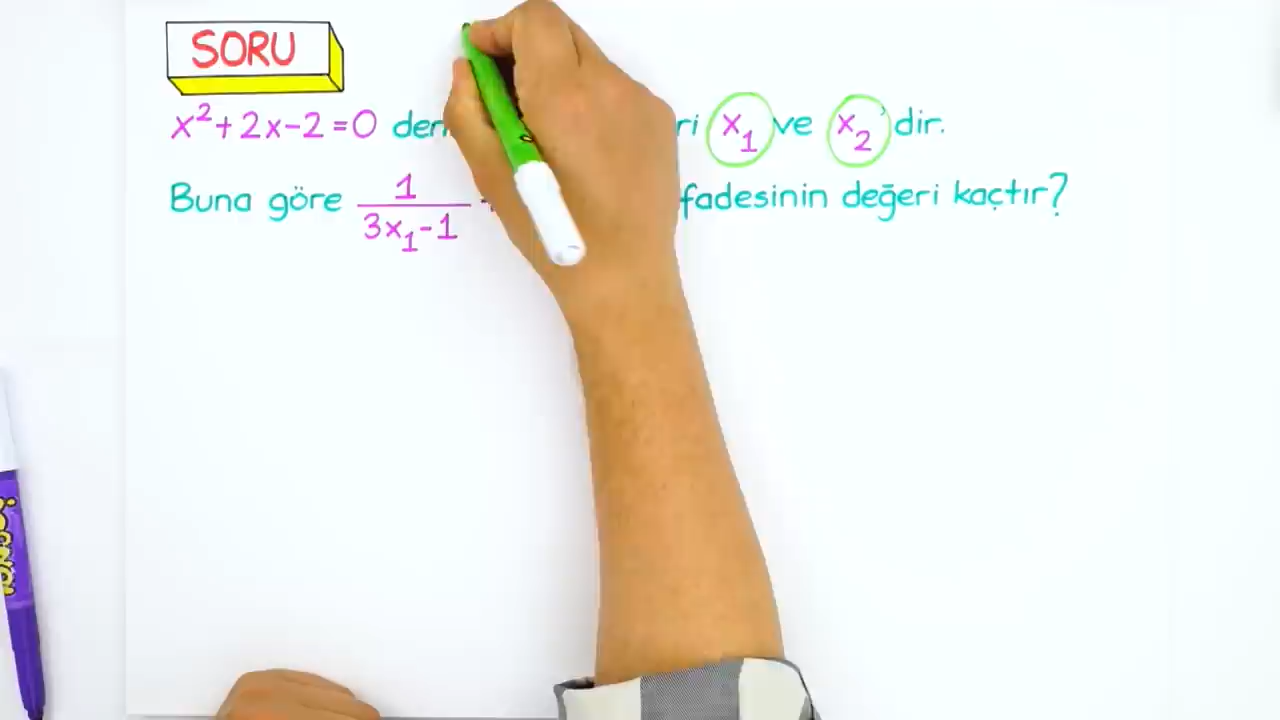 SORU
x²+2x-2=0 den ri x₁ ve x₂'dir.
Buna göre 1/(3x₁-1) + fadesinin değeri kaçtır?